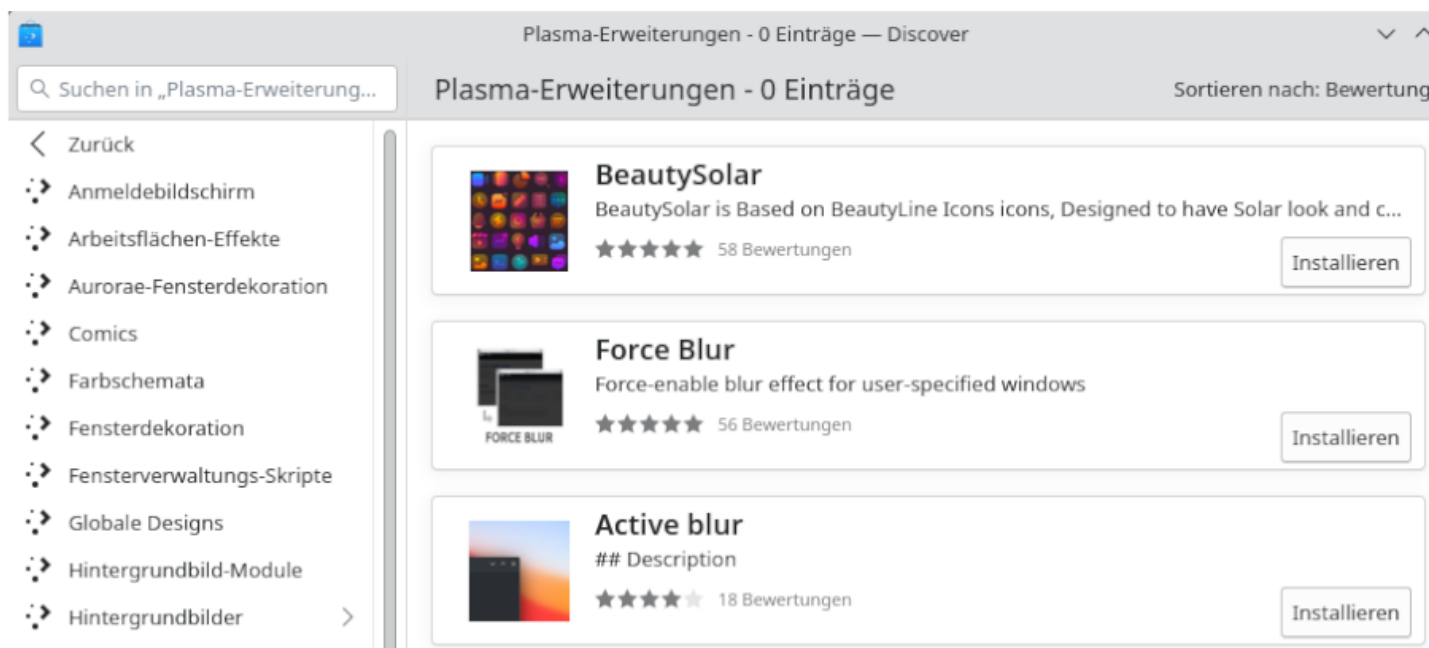 Plasma-Erweiterungen - 0 Einträge — Discover
Suchen in „Plasma-Erweiterung...
Plasma-Erweiterungen - 0 Einträge
Sortieren nach: Bewertung
Zurück
Anmeldebildschirm
Arbeitsflächen-Effekte
Aurorae-Fensterdekoration
Comics
Farbschemata
Fensterdekoration
Fensterverwaltungs-Skripte
Globale Designs
Hintergrundbild-Module
Hintergrundbilder
BeautySolar
BeautySolar is Based on BeautyLine Icons icons, Designed to have Solar look and c...
58 Bewertungen
Installieren
FORCE BLUR
Force Blur
Force-enable blur effect for user-specified windows
56 Bewertungen
Installieren
Active blur
## Description
18 Bewertungen
Installieren